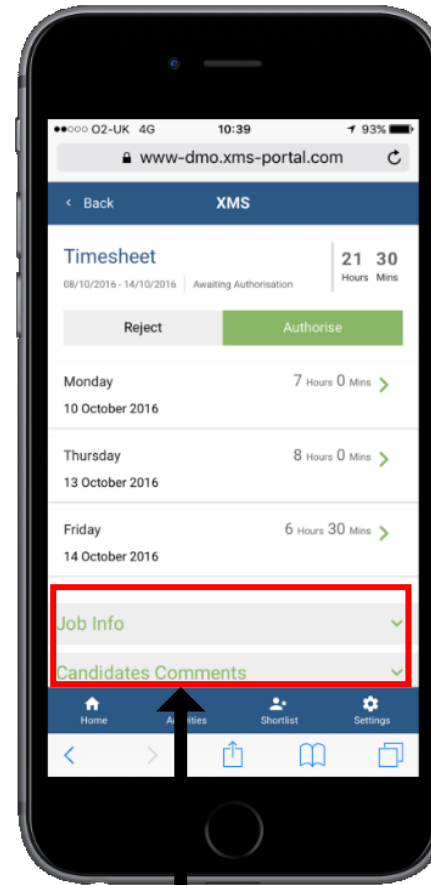 ●●○○○ O2-UK 4G 10:39 93%
www-dmo.xms-portal.com
Back XMS
Timesheet 21 30
08/10/2016 - 14/10/2016 Awaiting Authorisation Hours Mins
Reject Authorise
Monday 7 Hours 0 Mins
10 October 2016
Thursday 8 Hours 0 Mins
13 October 2016
Friday 6 Hours 30 Mins
14 October 2016
Job Info
Candidates Comments
Home Shortlist Settings